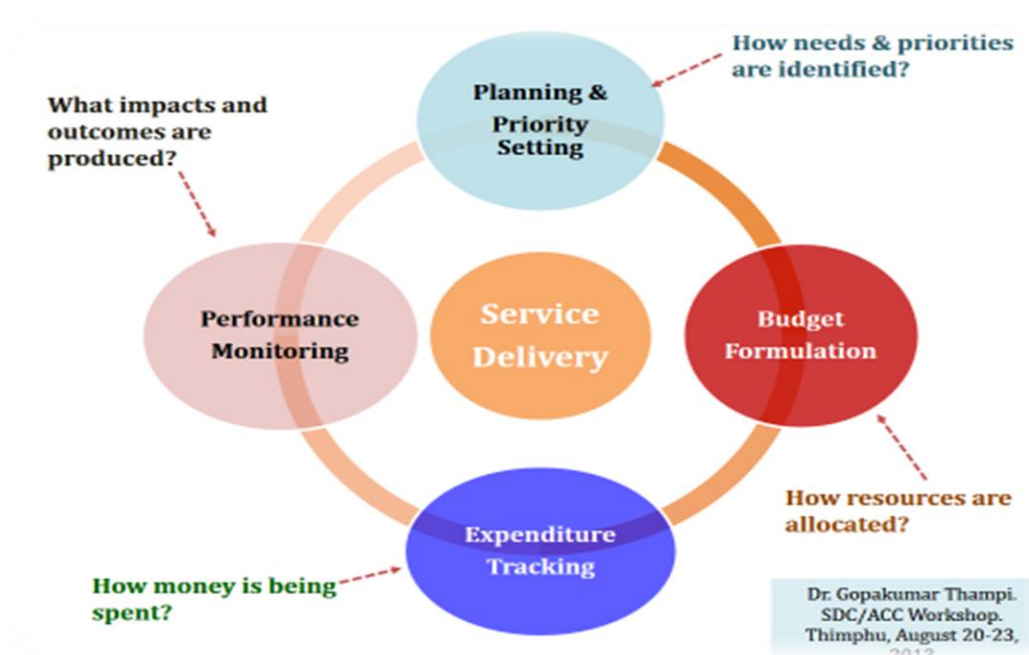 How needs & priorities
are identified?
Planning &
Priority
Setting
What impacts and
outcomes are
produced?
Performance
Monitoring
Service
Delivery
Budget
Formulation
How resources are
allocated?
Expenditure
Tracking
How money is being
spent?
Dr. Gopakumar Thampi.
SDC/ACC Workshop.
Thimphu, August 20-23,